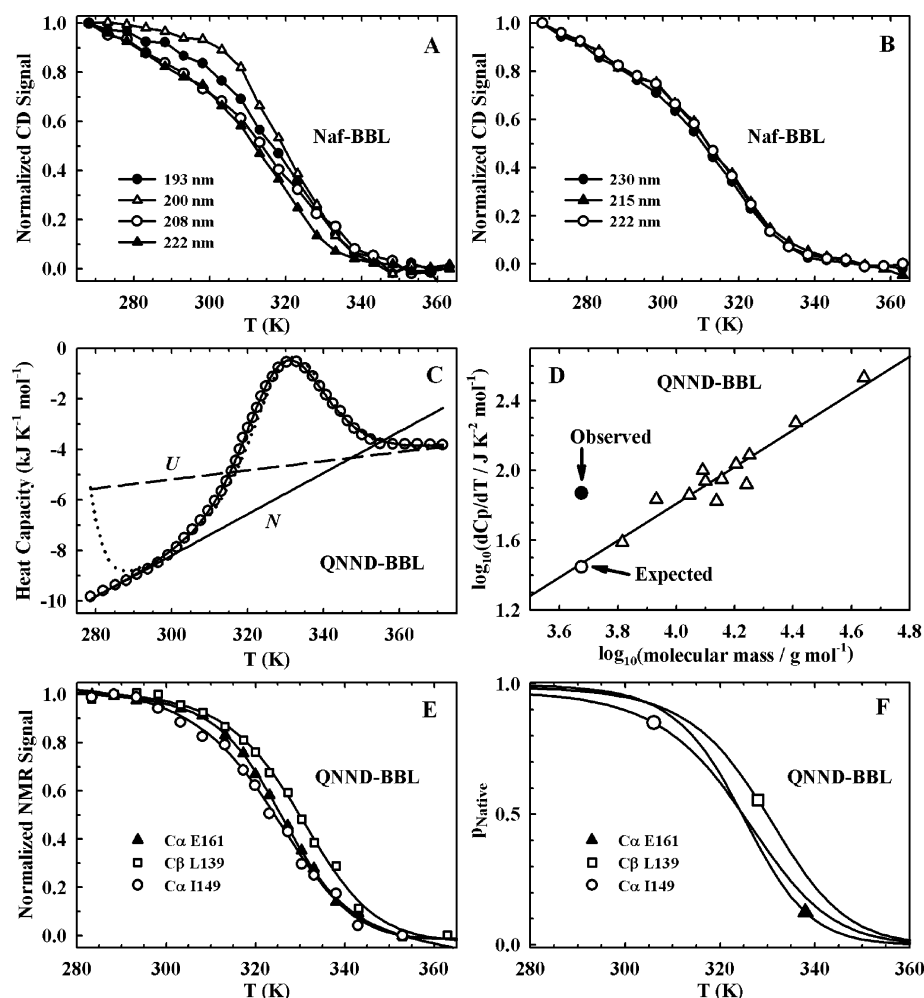 A
Normalized CD Signal
1.0
0.8
0.6
0.4
0.2
0.0
Naf-BBL
193 nm
200 nm
208 nm
222 nm
280
300
320
340
360
T (K)
B
Normalized CD Signal
1.0
0.8
0.6
0.4
0.2
0.0
Naf-BBL
230 nm
215 nm
222 nm
280
300
320
340
360
T (K)
C
Heat Capacity (kJ K⁻¹ mol⁻¹)
0
-2
-4
-6
-8
-10
U
N
QNND-BBL
280
300
320
340
360
T (K)
D
QNND-BBL
log₁₀(dCp/dT / J K⁻² mol⁻¹)
2.4
2.0
1.6
1.2
Observed
Expected
3.6
4.0
4.4
4.8
log₁₀(molecular mass / g mol⁻¹)
E
Normalized NMR Signal
1.0
0.8
0.6
0.4
0.2
0.0
QNND-BBL
Cα E161
Cβ L139
Cα I149
280
300
320
340
360
T (K)
F
pNative
1.0
0.5
0.0
QNND-BBL
Cα E161
Cβ L139
Cα I149
280
300
320
340
360
T (K)